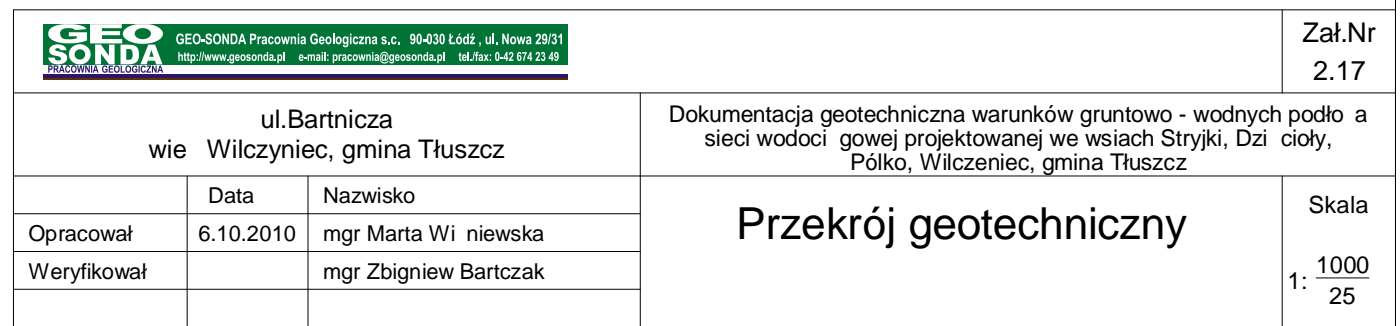 GEO
SONDA
PRACOWNIA GEOLOGICZNA
GEO-SONDA Pracownia Geologiczna s.c. 90-030 Łódź , ul. Nowa 29/31
http://www.geosonda.pl e-mail: pracownia@geosonda.pl tel./fax: 0-42 674 23 49
Zał.Nr
2.17
ul.Bartnicza
wie Wilczyniec, gmina Tłuszcz
Dokumentacja geotechniczna warunków gruntowo - wodnych podło a
sieci wodoci gowej projektowanej we wsiach Stryjki, Dzi cioły,
Pólko, Wilczeniec, gmina Tłuszcz
Data Nazwisko
Opracował 6.10.2010 mgr Marta Wi niewska
Weryfikował mgr Zbigniew Bartczak
Przekrój geotechniczny
Skala
1: 1000
25